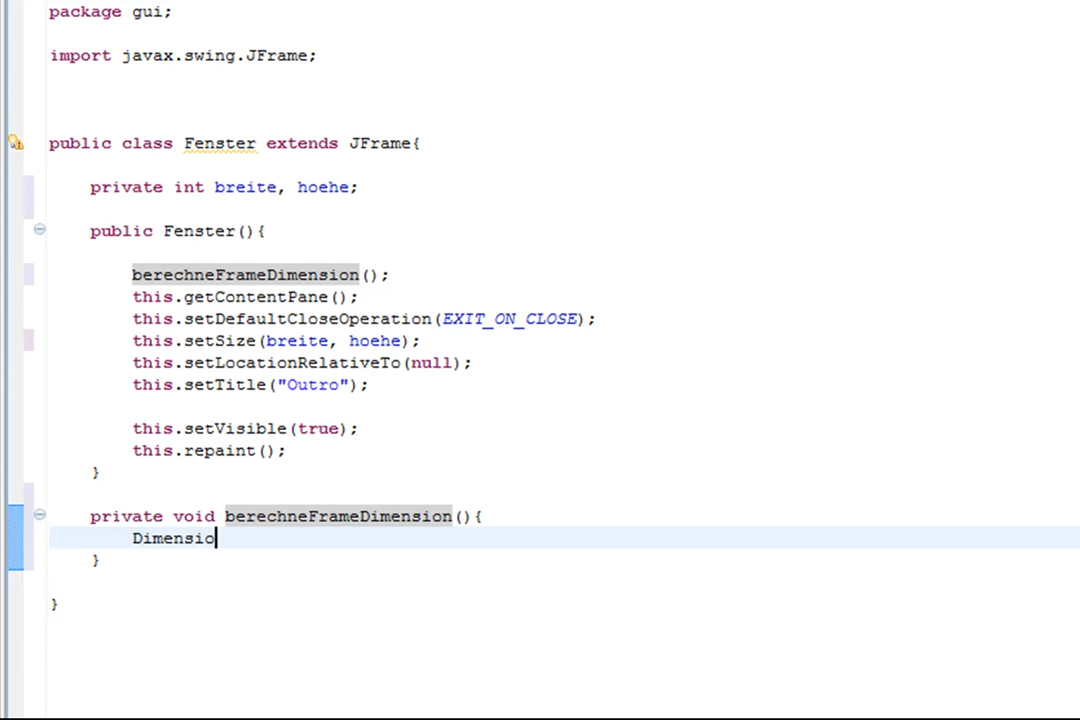 package gui;
import javax.swing.JFrame;
public class Fenster extends JFrame{
private int breite, hoehe;
public Fenster(){
berechneFrameDimension();
this.getContentPane();
this.setDefaultCloseOperation(EXIT_ON_CLOSE);
this.setSize(breite, hoehe);
this.setLocationRelativeTo(null);
this.setTitle("Outro");
this.setVisible(true);
this.repaint();
}
private void berechneFrameDimension(){
Dimensio
}
}